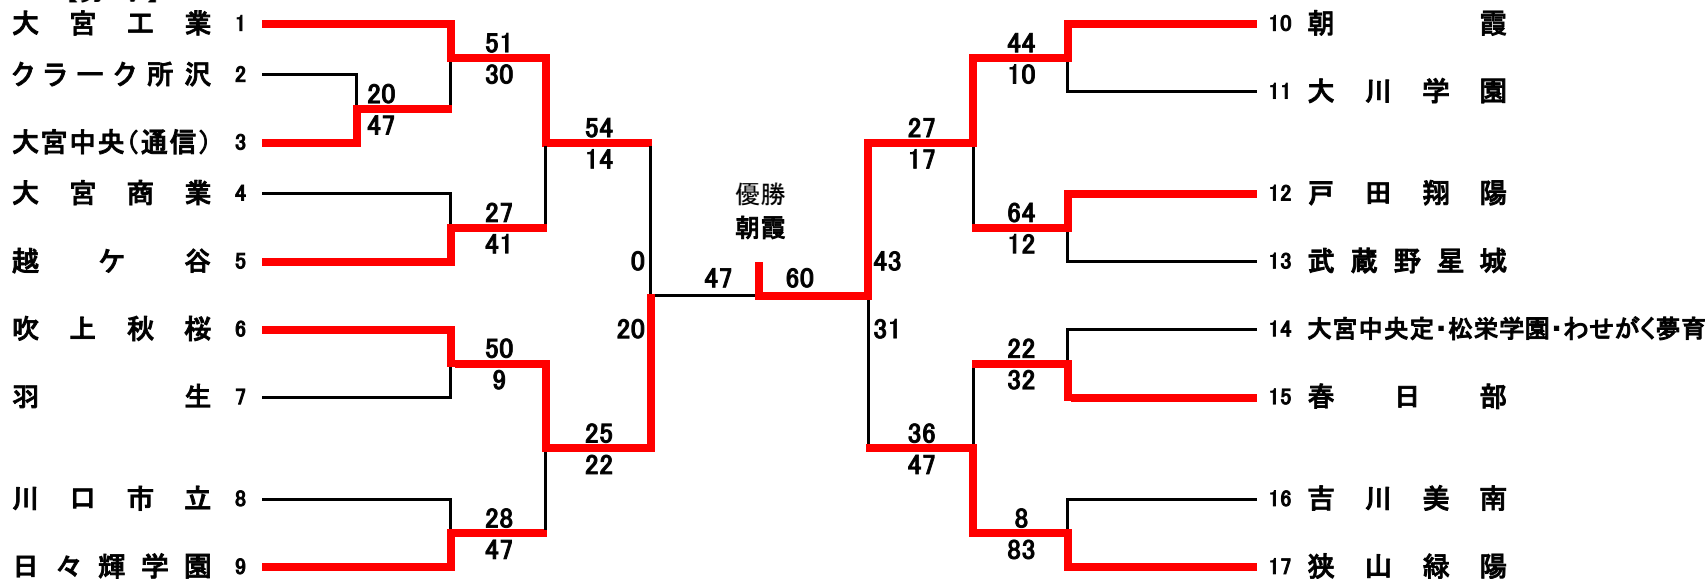 大宮工業 1
クラーク所沢 2
大宮中央(通信) 3
大宮商業 4
越ケ谷 5
吹上秋桜 6
羽生 7
川口市立 8
日々輝学園 9
51
30
20
47
54
14
27
41
0
20
50
9
25
22
28
47
優勝
朝霞
47 60
44
10
27
17
64
12
43
31
22
32
36
47
8
83
10 朝霞
11 大川学園
12 戸田翔陽
13 武蔵野星城
14 大宮中央定・松栄学園・わせがく夢育
15 春日部
16 吉川美南
17 狭山緑陽